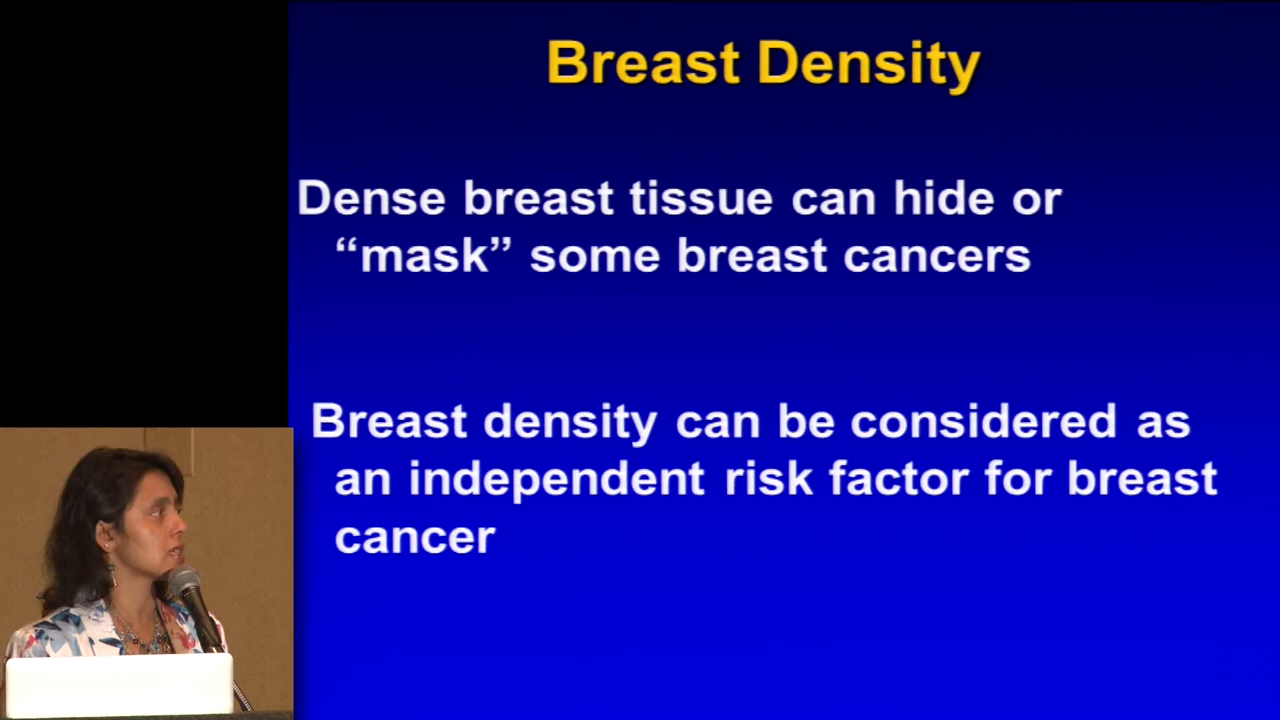 Breast Density
Dense breast tissue can hide or
“mask” some breast cancers
Breast density can be considered as
an independent risk factor for breast
cancer